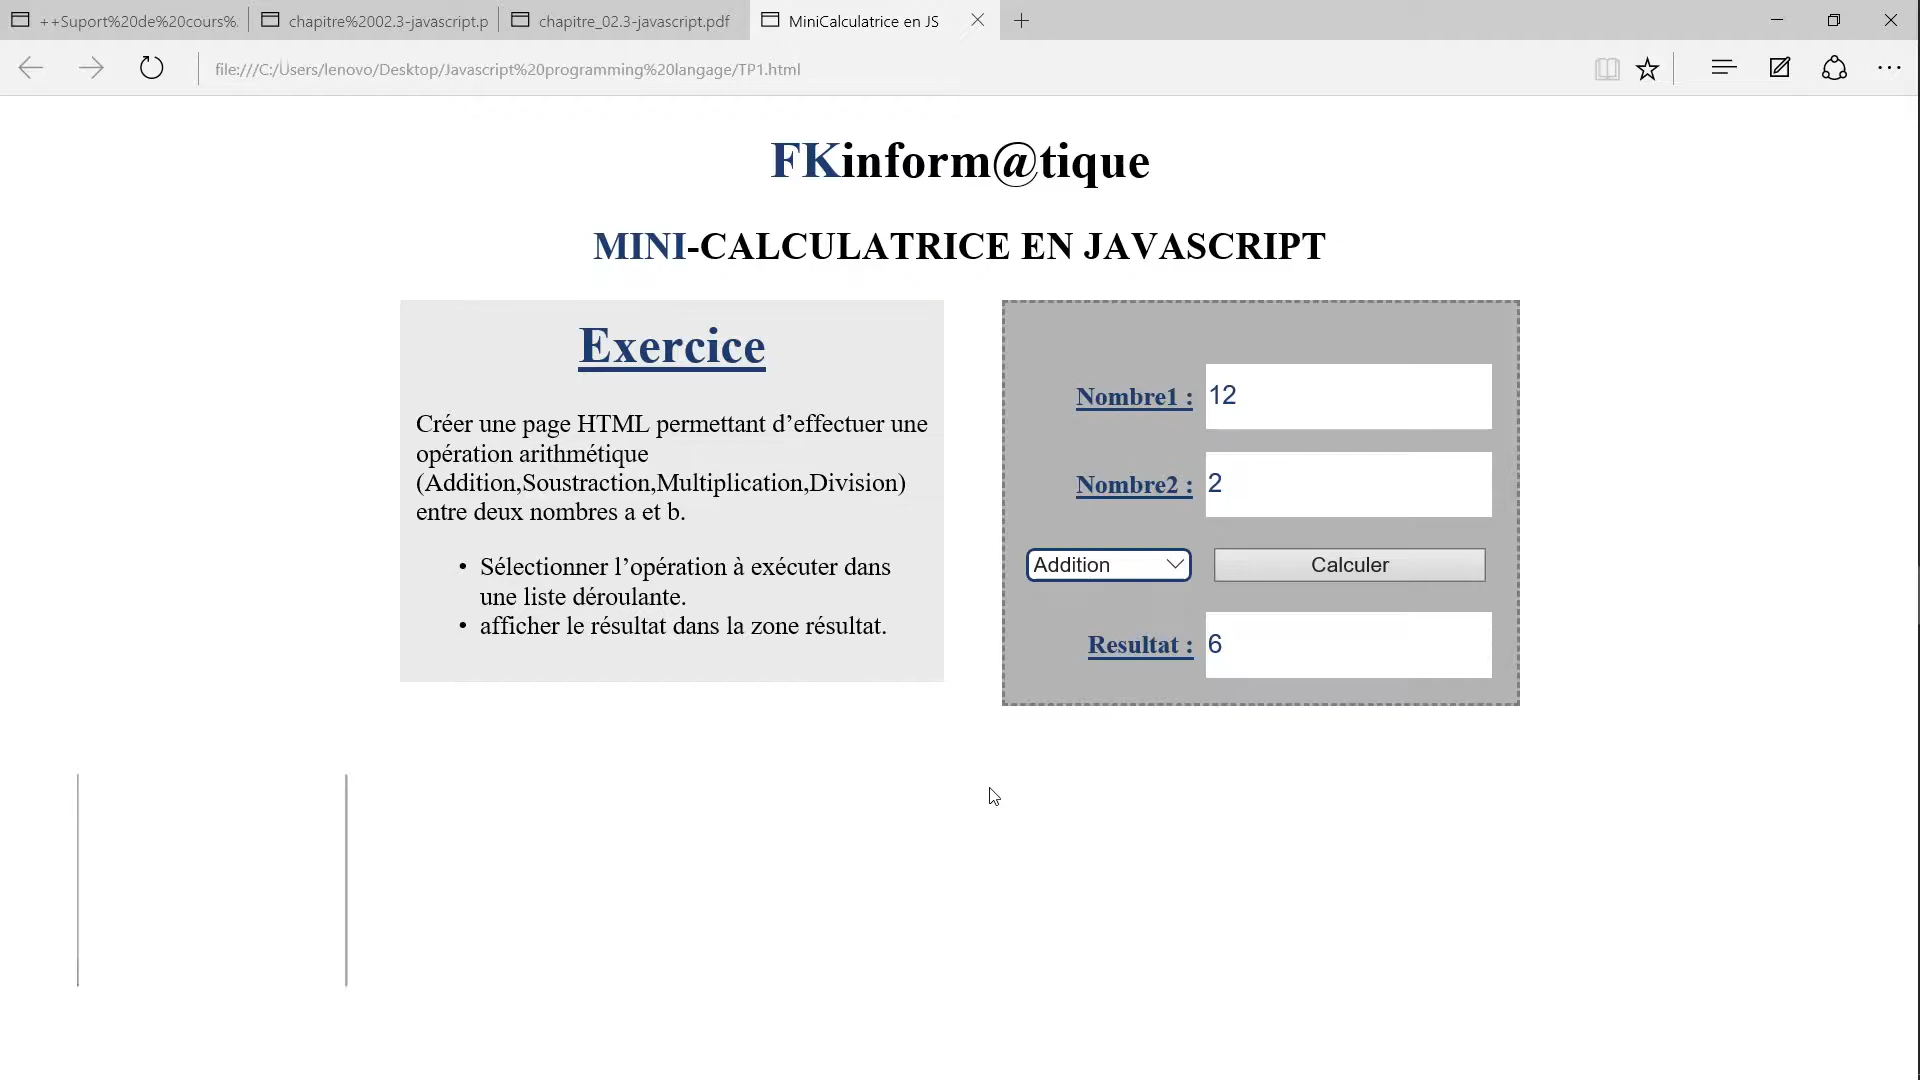 ++Suport%20de%20cours%.
chapitre%2002.3-javascript.p
chapitre_02.3-javascript.pdf
MiniCalculatrice en JS
file:///C:/Users/lenovo/Desktop/Javascript%20programming%20langage/TP1.html
FKinform@tique
MINI-CALCULATRICE EN JAVASCRIPT
Exercice
Créer une page HTML permettant d’effectuer une
opération arithmétique
(Addition,Soustraction,Multiplication,Division)
entre deux nombres a et b.
• Sélectionner l’opération à exécuter dans
une liste déroulante.
• afficher le résultat dans la zone résultat.
Nombre1 : 12
Nombre2 : 2
Addition Calculer
Resultat : 6